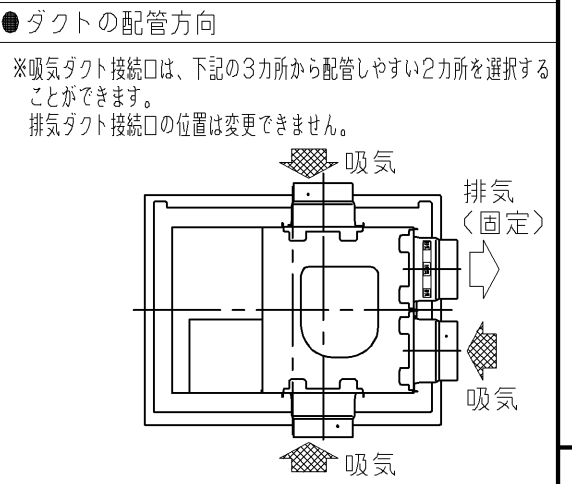 ●ダクトの配管方向
※吸気ダクト接続口は、下記の3カ所から配管しやすい2カ所を選択する
ことができます。
排気ダクト接続口の位置は変更できません。
吸気
排気
(固定)
吸気
吸気